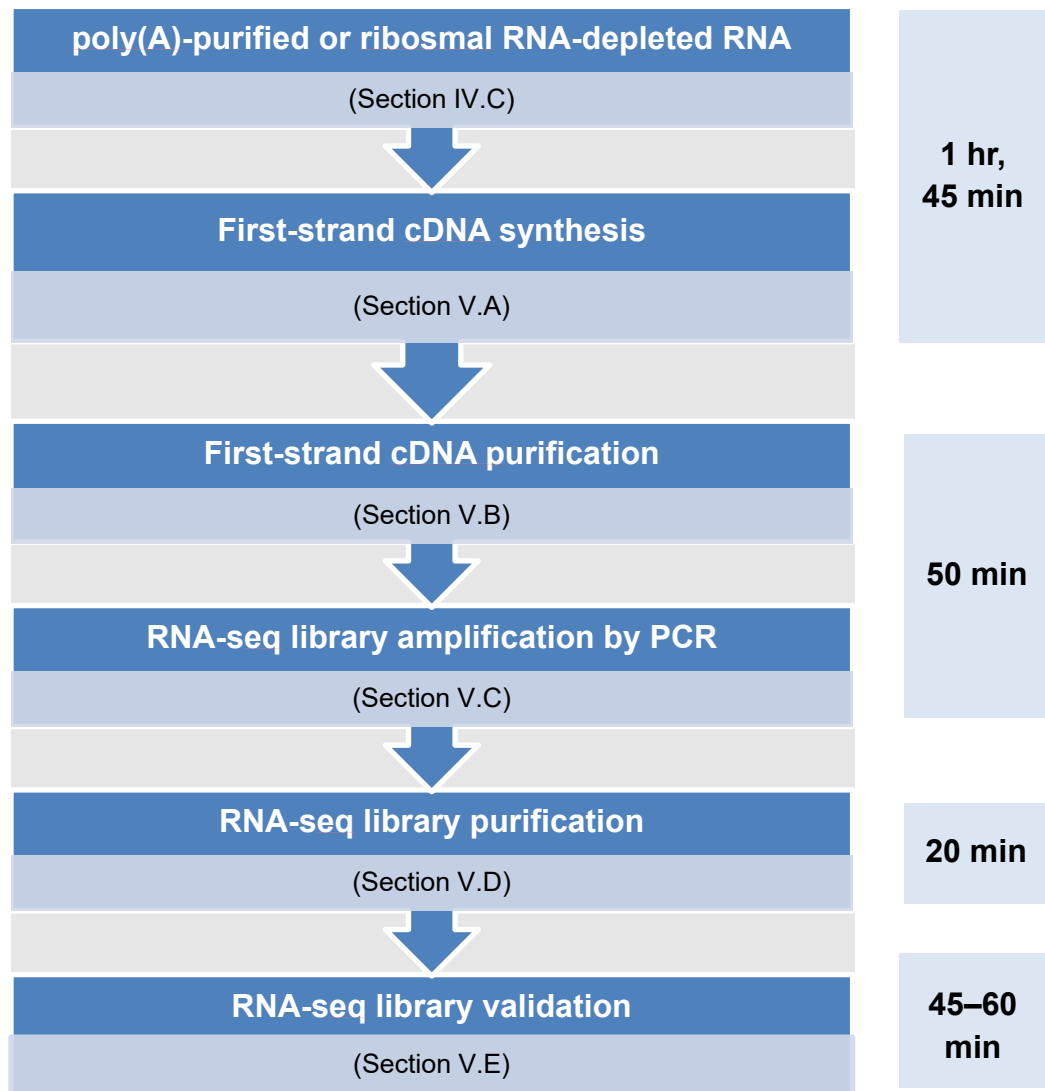 poly(A)-purified or ribosmal RNA-depleted RNA
(Section IV.C)
1 hr,
45 min
First-strand cDNA synthesis
(Section V.A)
First-strand cDNA purification
(Section V.B)
50 min
RNA-seq library amplification by PCR
(Section V.C)
RNA-seq library purification
(Section V.D)
20 min
RNA-seq library validation
(Section V.E)
45–60
min